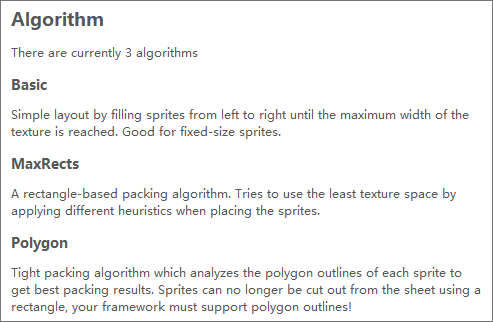 Algorithm
There are currently 3 algorithms
Basic
Simple layout by filling sprites from left to right until the maximum width of the
texture is reached. Good for fixed-size sprites.
MaxRects
A rectangle-based packing algorithm. Tries to use the least texture space by
applying different heuristics when placing the sprites.
Polygon
Tight packing algorithm which analyzes the polygon outlines of each sprite to
get best packing results. Sprites can no longer be cut out from the sheet using a
rectangle, your framework must support polygon outlines!